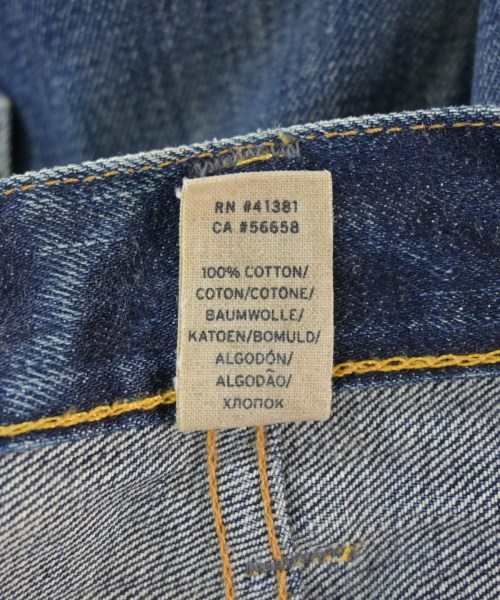 RN #41381
CA #56658
100% COTTON/
COTON/COTONE/
BAUMWOLLE/
KATOEN/BOMULD/
ALGODÓN/
ALGODÃO/
ХЛОПОК